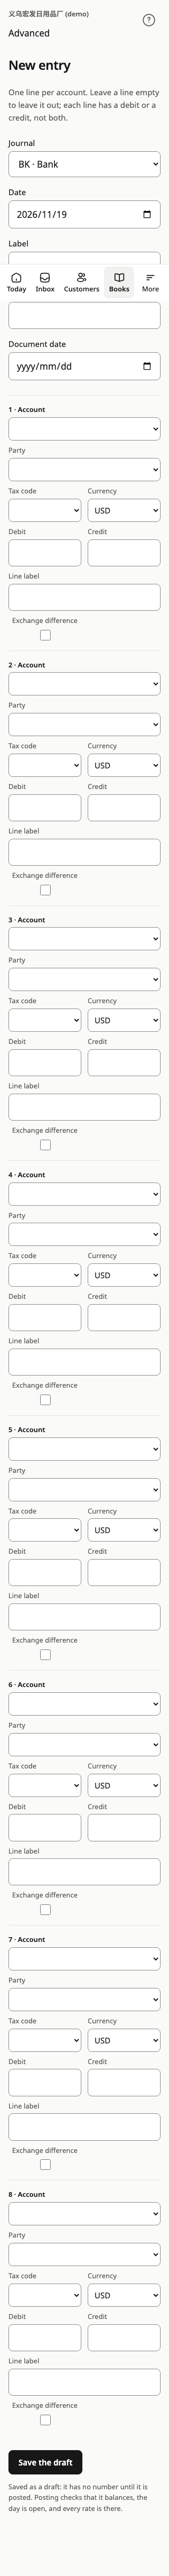 义乌宏发日用品厂 (demo)
Advanced
New entry
One line per account. Leave a line empty
to leave it out; each line has a debit or a
credit, not both.
Journal
BK · Bank
Date
2026/11/19
Label
Today Inbox Customers Books More
Document date
yyyy/mm/dd
1 · Account
Party
Tax code Currency
USD
Debit Credit
Line label
Exchange difference
2 · Account
Party
Tax code Currency
USD
Debit Credit
Line label
Exchange difference
3 · Account
Party
Tax code Currency
USD
Debit Credit
Line label
Exchange difference
4 · Account
Party
Tax code Currency
USD
Debit Credit
Line label
Exchange difference
5 · Account
Party
Tax code Currency
USD
Debit Credit
Line label
Exchange difference
6 · Account
Party
Tax code Currency
USD
Debit Credit
Line label
Exchange difference
7 · Account
Party
Tax code Currency
USD
Debit Credit
Line label
Exchange difference
8 · Account
Party
Tax code Currency
USD
Debit Credit
Line label
Exchange difference
Save the draft
Saved as a draft: it has no number until it is
posted. Posting checks that it balances, the
day is open, and every rate is there.